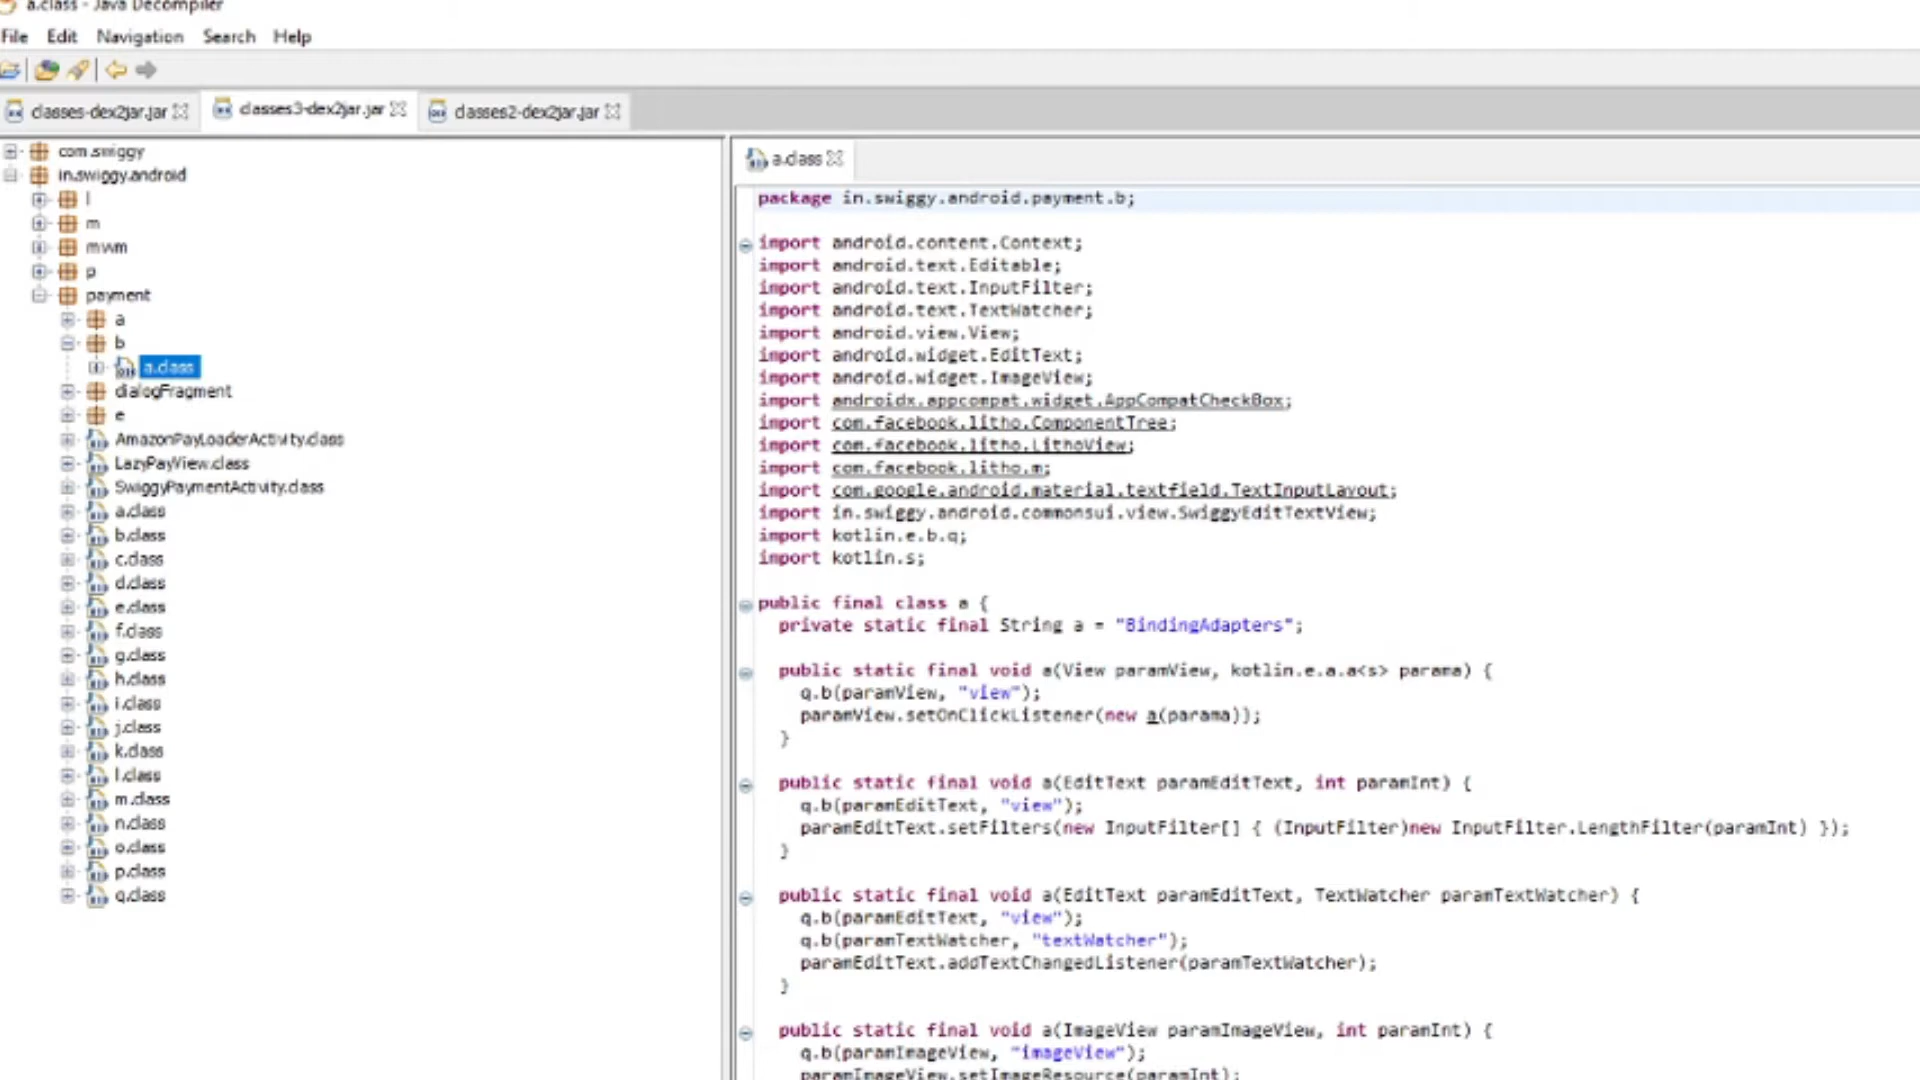 a.class - Java Decompiler
File Edit Navigation Search Help
classes-dex2jar.jar classes3-dex2jar.jar classes2-dex2jar.jar
com.swiggy
in.swiggy.android
l
m
mvvm
p
payment
a
b
a.class
dialogFragment
e
AmazonPayLoaderActivity.class
LazyPayView.class
SwiggyPaymentActivity.class
a.class
b.class
c.class
d.class
e.class
f.class
g.class
h.class
i.class
j.class
k.class
l.class
m.class
n.class
o.class
p.class
q.class
a.class
package in.swiggy.android.payment.b;
import android.content.Context;
import android.text.Editable;
import android.text.InputFilter;
import android.text.TextWatcher;
import android.view.View;
import android.widget.EditText;
import android.widget.ImageView;
import androidx.appcompat.widget.AppCompatCheckBox;
import com.facebook.litho.ComponentTree;
import com.facebook.litho.LithoView;
import com.facebook.litho.m;
import com.google.android.material.textfield.TextInputLayout;
import in.swiggy.android.commonsui.view.SwiggyEditTextView;
import kotlin.e.b.q;
import kotlin.s;
public final class a {
private static final String a = "BindingAdapters";
public static final void a(View paramView, kotlin.e.a.a<s> parama) {
q.b(paramView, "view");
paramView.setOnClickListener(new a(parama));
}
public static final void a(EditText paramEditText, int paramInt) {
q.b(paramEditText, "view");
paramEditText.setFilters(new InputFilter[] { (InputFilter)new InputFilter.LengthFilter(paramInt) });
}
public static final void a(EditText paramEditText, TextWatcher paramTextWatcher) {
q.b(paramEditText, "view");
q.b(paramTextWatcher, "textWatcher");
paramEditText.addTextChangedListener(paramTextWatcher);
}
public static final void a(ImageView paramImageView, int paramInt) {
q.b(paramImageView, "imageView");
paramImageView.setImageResource(paramInt);